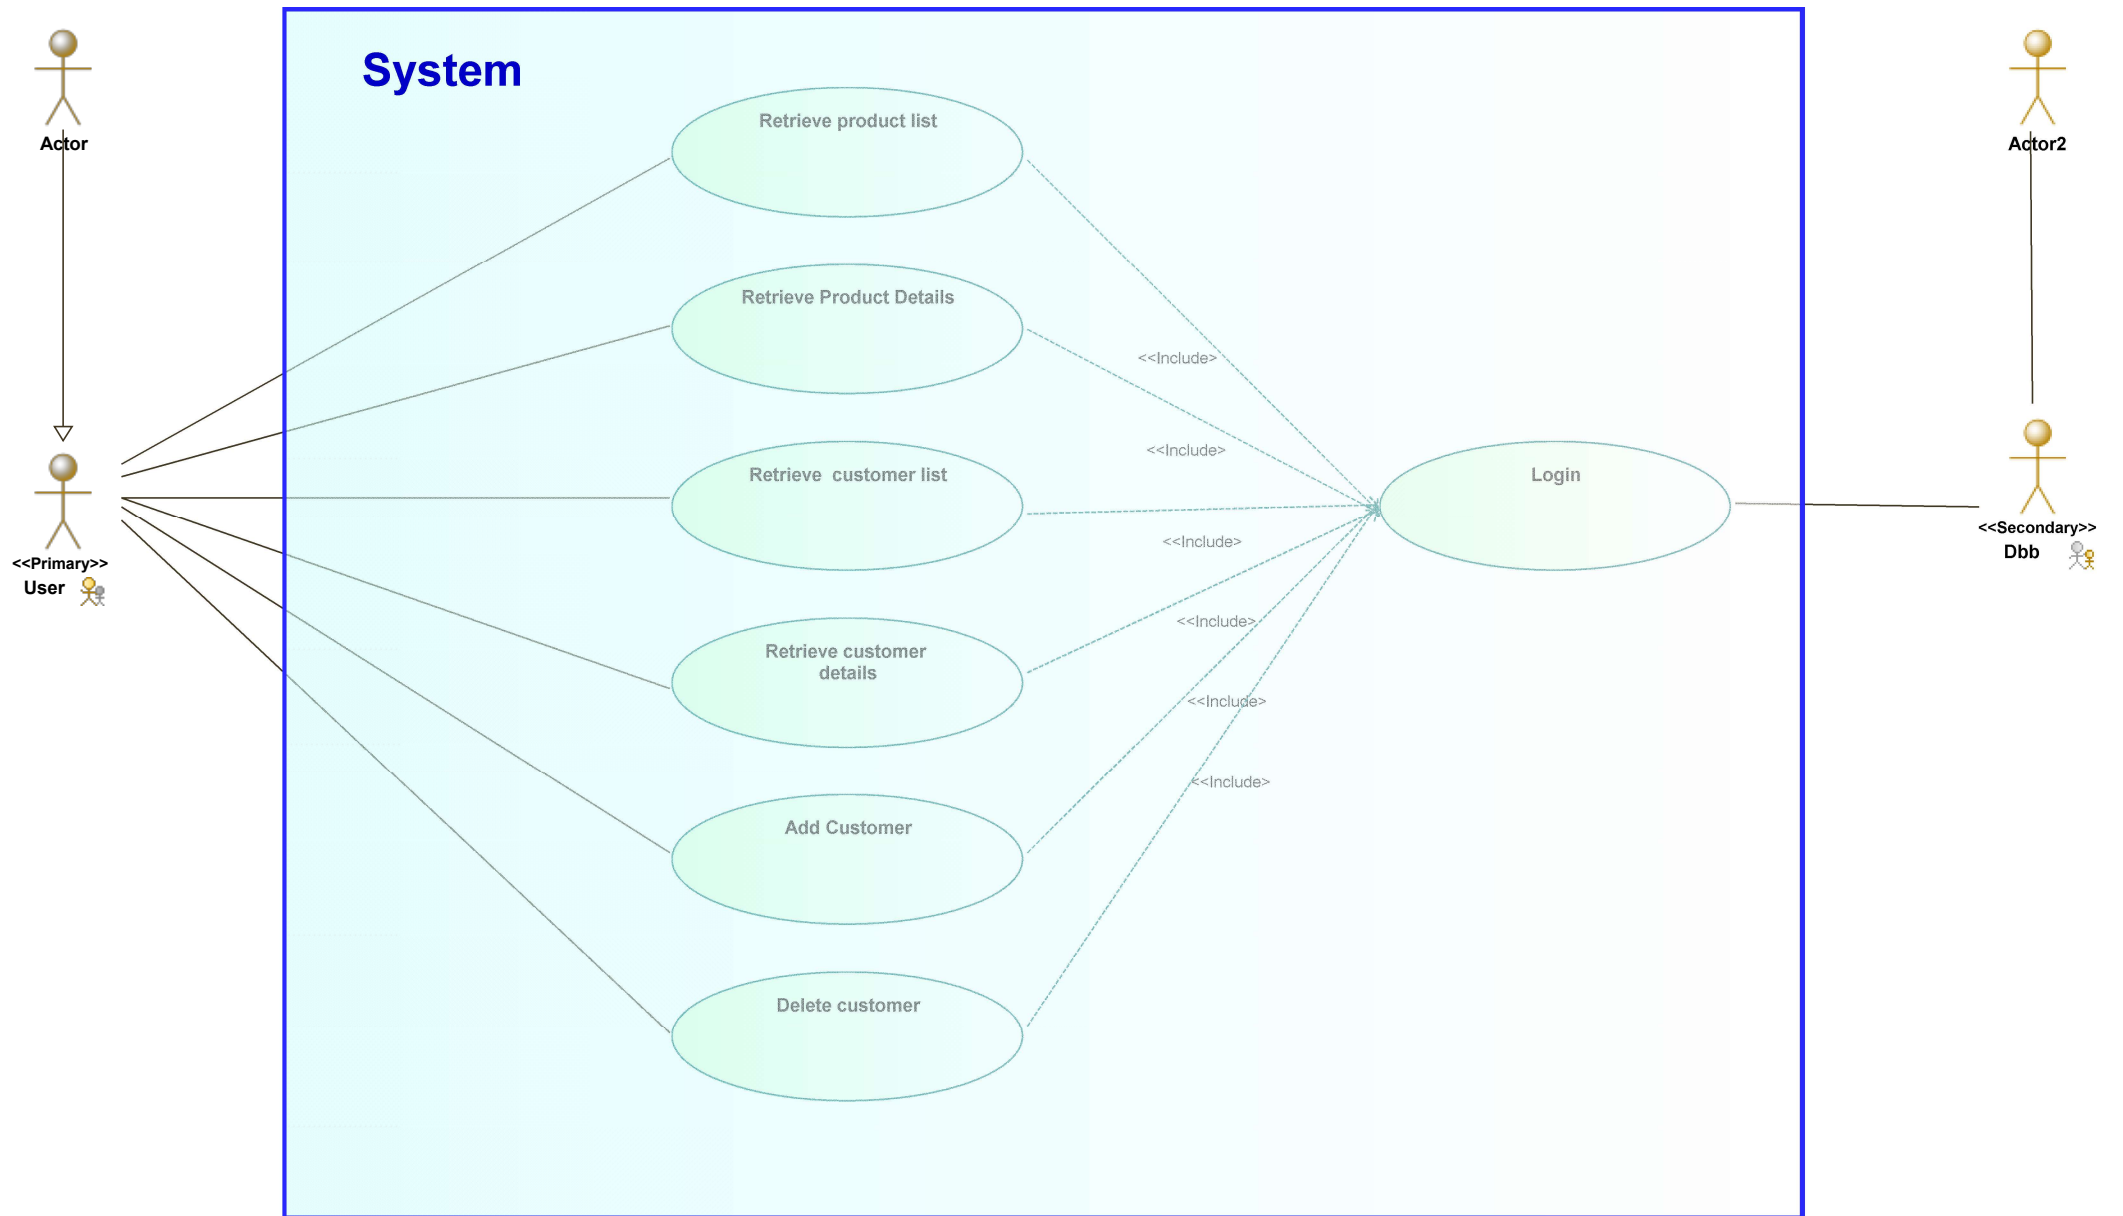 System
Actor
Actor2
Retrieve product list
Retrieve Product Details
<<Include>
<<Include>
Retrieve  customer list
Login
<<Secondary>>
Dbb
<<Include>
<<Primary>>
User
<<Include>
Retrieve customer
details
<<Include>
<<Include>
Add Customer
Delete customer